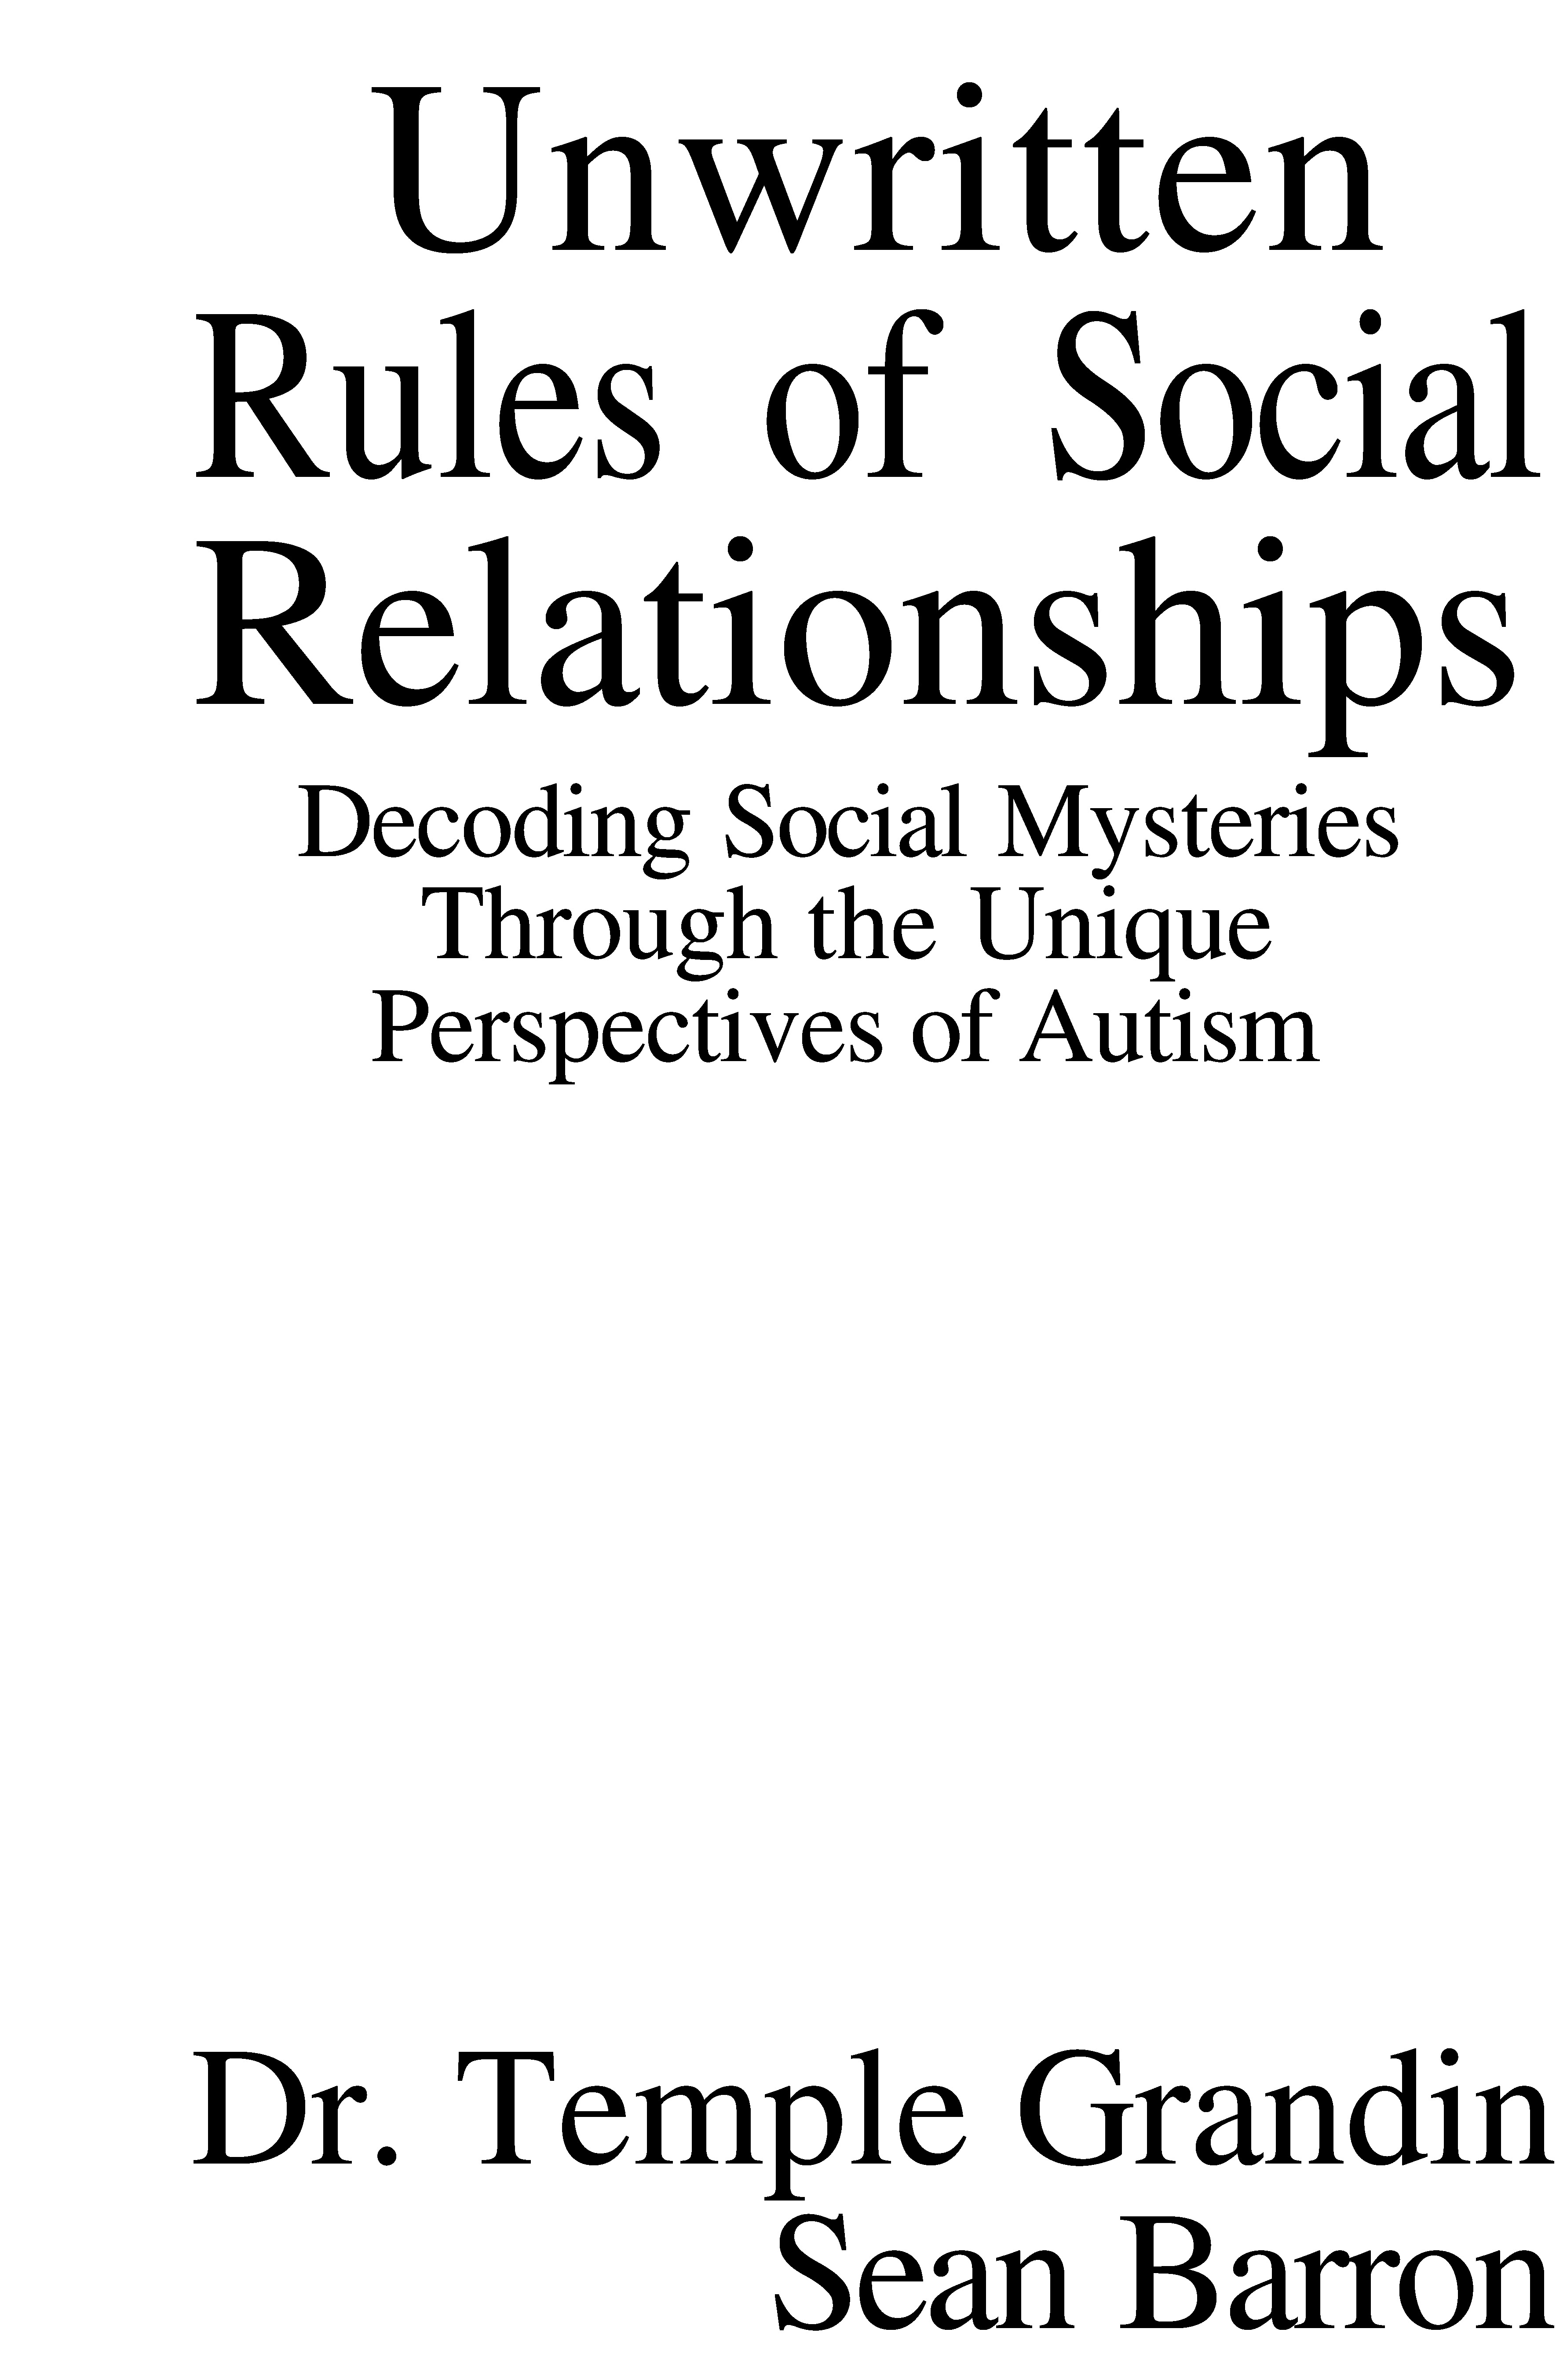 Unwritten
Rules of Social
Relationships
Decoding Social Mysteries
Through the Unique
Perspectives of Autism
Dr. Temple Grandin
Sean Barron